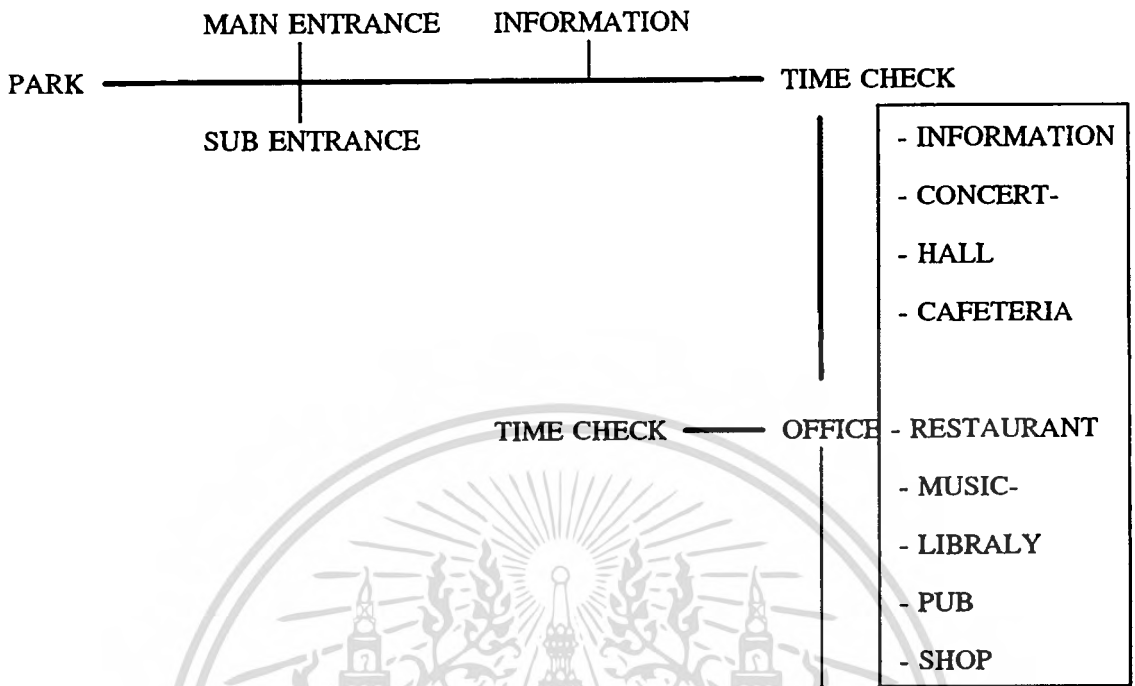 MAIN ENTRANCE INFORMATION
PARK TIME CHECK
SUB ENTRANCE
- INFORMATION
- CONCERT-
- HALL
- CAFETERIA
TIME CHECK OFFICE - RESTAURANT
- MUSIC-
- LIBRALY
- PUB
- SHOP